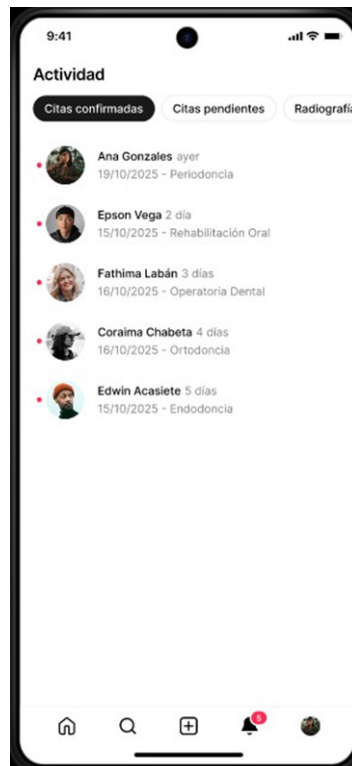 9:41
Actividad
Citas confirmadas
Citas pendientes
Radiografía
Ana Gonzales ayer
19/10/2025 - Periodoncia
Epson Vega 2 día
15/10/2025 - Rehabilitación Oral
Fathima Labán 3 días
16/10/2025 - Operatoria Dental
Coraima Chabeta 4 días
16/10/2025 - Ortodoncia
Edwin Acasiete 5 días
15/10/2025 - Endodoncia
5